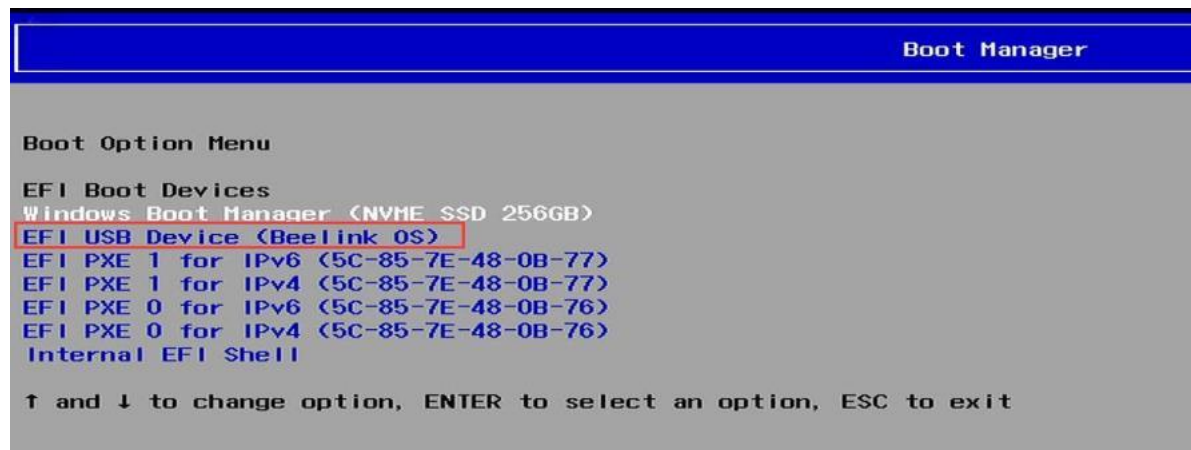 Boot Manager
Boot Option Menu
EFI Boot Devices
Windows Boot Manager (NVME SSD 256GB)
EFI USB Device (Beelink OS)
EFI PXE 1 for IPv6 (5C-85-7E-48-0B-77)
EFI PXE 1 for IPv4 (5C-85-7E-48-0B-77)
EFI PXE 0 for IPv6 (5C-85-7E-48-0B-76)
EFI PXE 0 for IPv4 (5C-85-7E-48-0B-76)
Internal EFI Shell
↑ and ↓ to change option, ENTER to select an option, ESC to exit